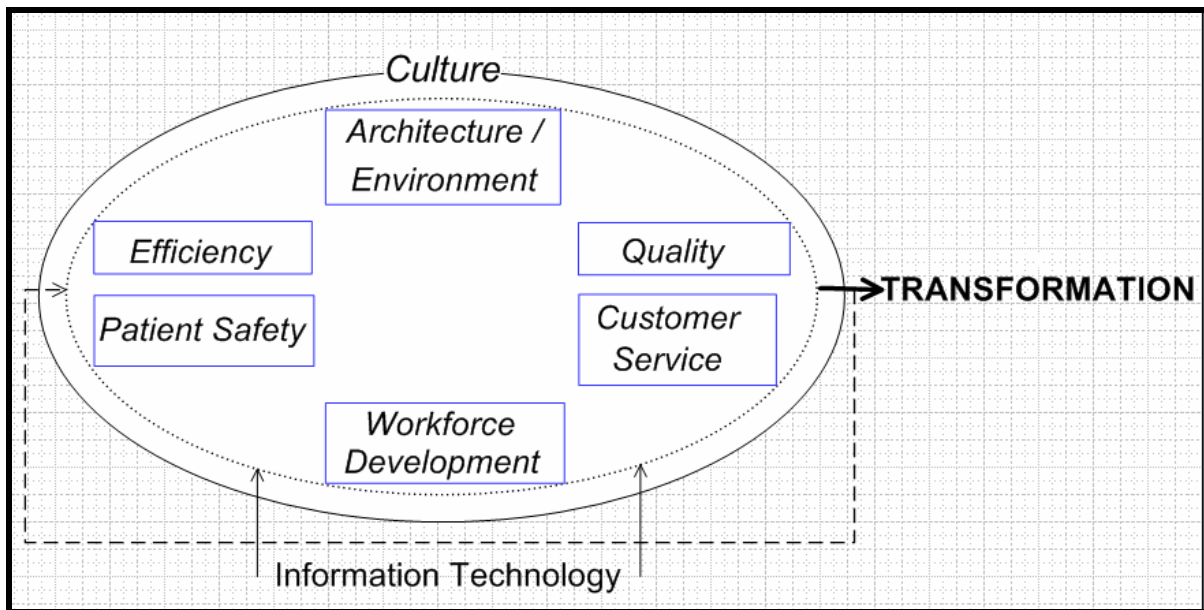 Culture
Architecture /
Environment
Efficiency
Quality
Patient Safety
Customer
Service
TRANSFORMATION
Workforce
Development
Information Technology